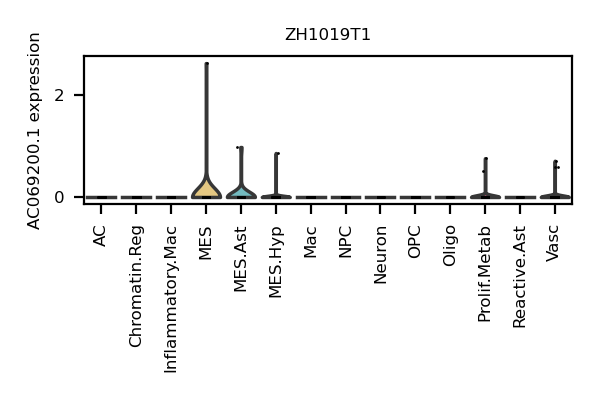 ZH1019T1
AC069200.1 expression
2
0
AC
Chromatin.Reg
Inflammatory.Mac
MES
MES.Ast
MES.Hyp
Mac
NPC
Neuron
OPC
Oligo
Prolif.Metab
Reactive.Ast
Vasc